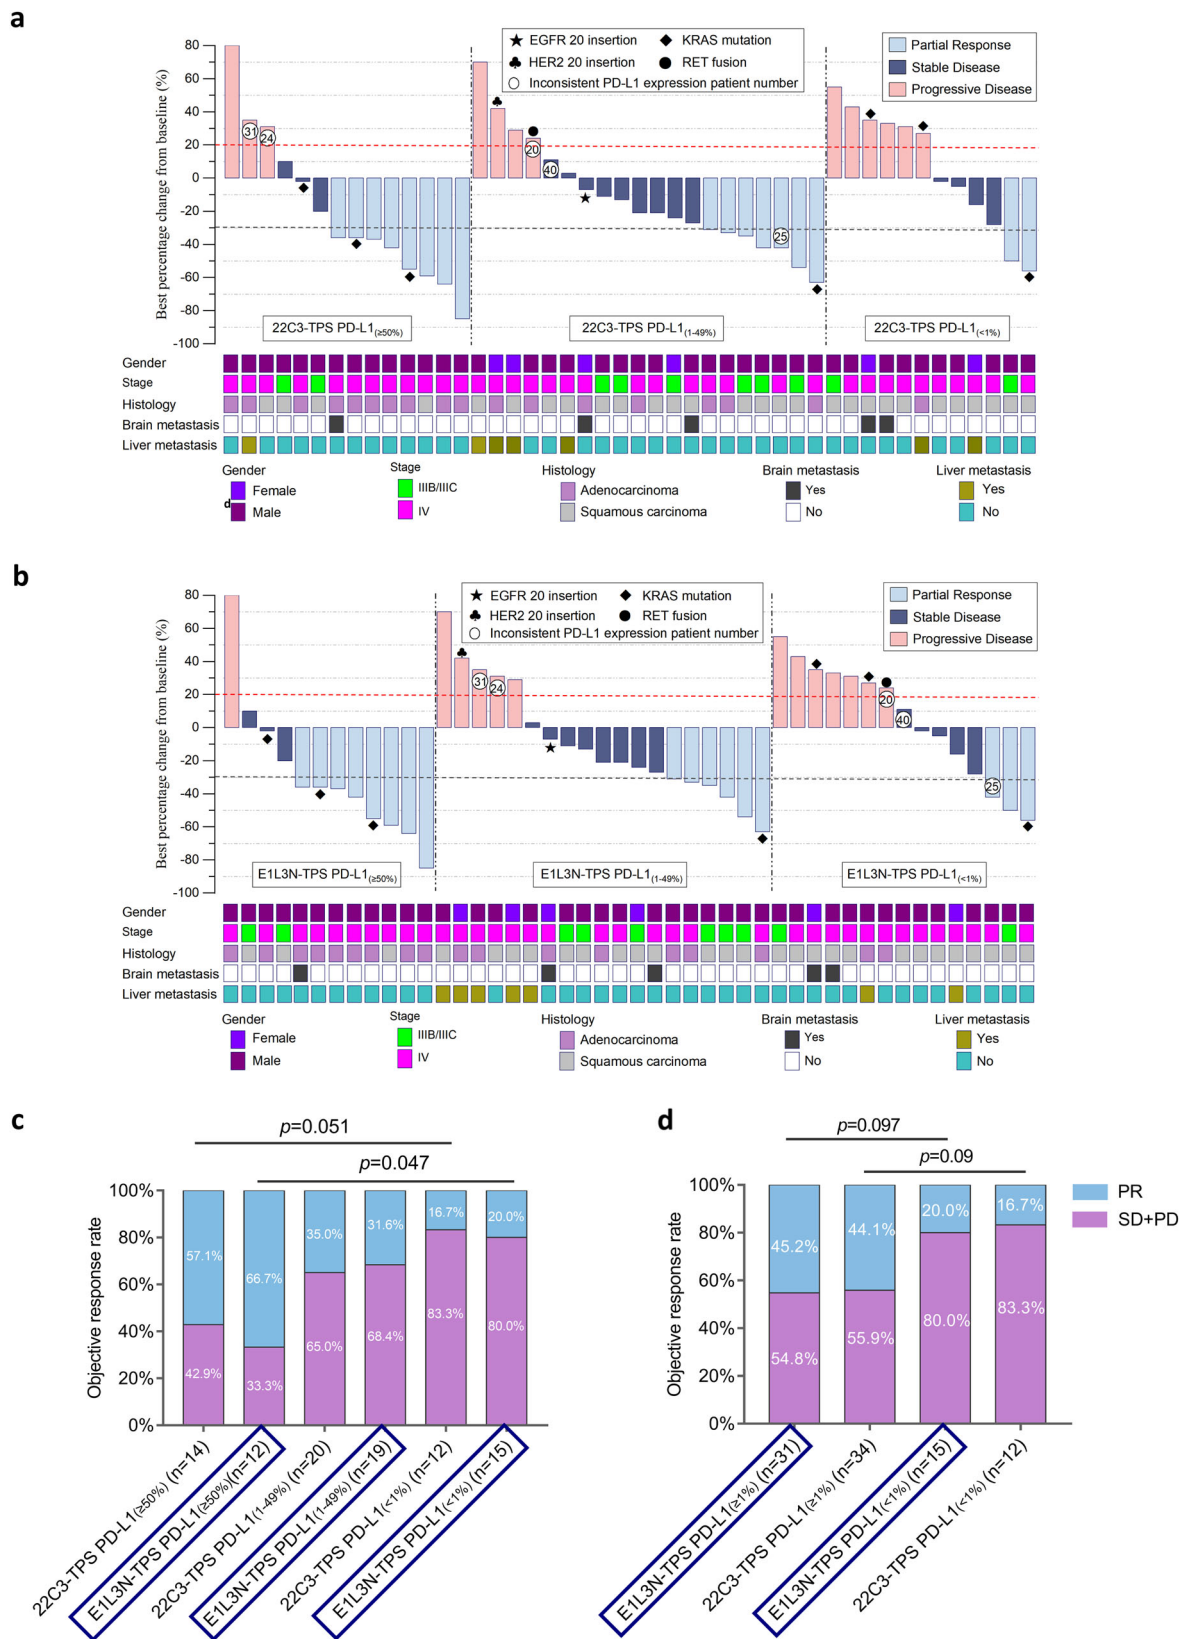 a
★ EGFR 20 insertion ◆ KRAS mutation
♣ HER2 20 insertion ● RET fusion
○ Inconsistent PD-L1 expression patient number
Partial Response
Stable Disease
Progressive Disease
Best percentage change from baseline (%)
80
60
40
20
0
-20
-40
-60
-80
-100
31
24
20
40
25
22C3-TPS PD-L1(≥50%)
22C3-TPS PD-L1(1-49%)
22C3-TPS PD-L1(<1%)
Gender
Stage
Histology
Brain metastasis
Liver metastasis
Gender
Female
Male
d
Stage
IIIB/IIIC
IV
Histology
Adenocarcinoma
Squamous carcinoma
Brain metastasis
Yes
No
Liver metastasis
Yes
No
b
★ EGFR 20 insertion ◆ KRAS mutation
♣ HER2 20 insertion ● RET fusion
○ Inconsistent PD-L1 expression patient number
Partial Response
Stable Disease
Progressive Disease
Best percentage change from baseline (%)
80
60
40
20
0
-20
-40
-60
-80
-100
31
24
20
40
25
E1L3N-TPS PD-L1(≥50%)
E1L3N-TPS PD-L1(1-49%)
E1L3N-TPS PD-L1(<1%)
Gender
Stage
Histology
Brain metastasis
Liver metastasis
Gender
Female
Male
Stage
IIIB/IIIC
IV
Histology
Adenocarcinoma
Squamous carcinoma
Brain metastasis
Yes
No
Liver metastasis
Yes
No
c
p=0.051
p=0.047
Objective response rate
100%
80%
60%
40%
20%
0%
57.1%
42.9%
66.7%
33.3%
35.0%
65.0%
31.6%
68.4%
16.7%
83.3%
20.0%
80.0%
22C3-TPS PD-L1(≥50%) (n=14)
E1L3N-TPS PD-L1(≥50%)(n=12)
22C3-TPS PD-L1(1-49%) (n=20)
E1L3N-TPS PD-L1(1-49%) (n=19)
22C3-TPS PD-L1(<1%) (n=12)
E1L3N-TPS PD-L1(<1%) (n=15)
d
p=0.097
p=0.09
Objective response rate
100%
80%
60%
40%
20%
0%
45.2%
54.8%
44.1%
55.9%
20.0%
80.0%
16.7%
83.3%
PR
SD+PD
E1L3N-TPS PD-L1(≥1%) (n=31)
22C3-TPS PD-L1(≥1%) (n=34)
E1L3N-TPS PD-L1(<1%) (n=15)
22C3-TPS PD-L1(<1%) (n=12)